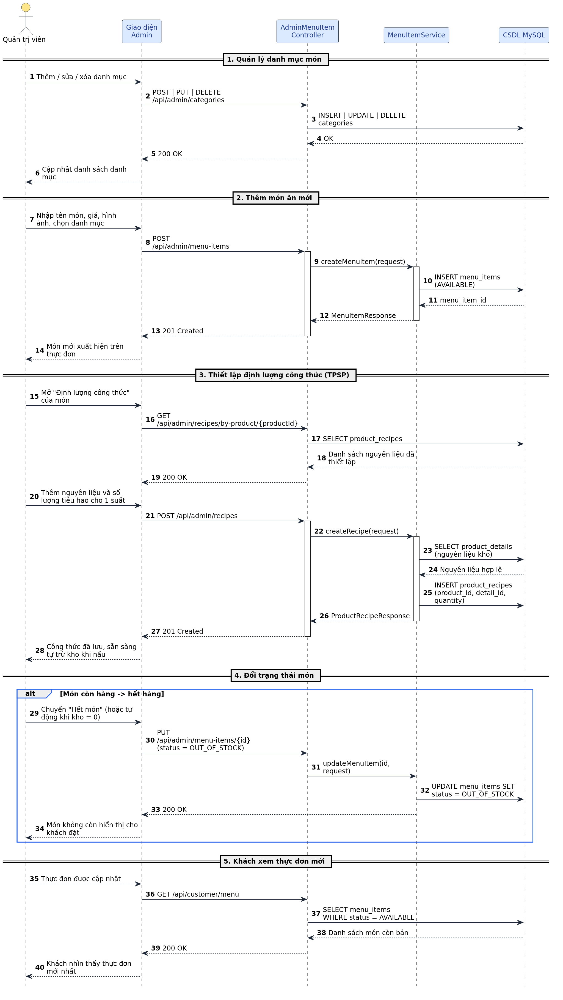 Quản trị viên
Giao diện
Admin
AdminMenuItem
Controller
MenuItemService
CSDL MySQL
1. Quản lý danh mục món
1 Thêm / sửa / xóa danh mục
2 POST | PUT | DELETE
/api/admin/categories
3 INSERT | UPDATE | DELETE
categories
4 OK
5 200 OK
6 Cập nhật danh sách danh
mục
2. Thêm món ăn mới
7 Nhập tên món, giá, hình
ảnh, chọn danh mục
8 POST
/api/admin/menu-items
9 createMenuItem(request)
10 INSERT menu_items
(AVAILABLE)
11 menu_item_id
12 MenuItemResponse
13 201 Created
14 Món mới xuất hiện trên
thực đơn
3. Thiết lập định lượng công thức (TPSP)
15 Mở "Định lượng công thức"
của món
16 GET
/api/admin/recipes/by-product/{productId}
17 SELECT product_recipes
18 Danh sách nguyên liệu đã
thiết lập
19 200 OK
20 Thêm nguyên liệu và số
lượng tiêu hao cho 1 suất
21 POST /api/admin/recipes
22 createRecipe(request)
23 SELECT product_details
(nguyên liệu kho)
24 Nguyên liệu hợp lệ
25 INSERT product_recipes
(product_id, detail_id,
quantity)
26 ProductRecipeResponse
27 201 Created
28 Công thức đã lưu, sẵn sàng
tự trừ kho khi nấu
4. Đổi trạng thái món
alt [Món còn hàng -> hết hàng]
29 Chuyển "Hết món" (hoặc tự
động khi kho = 0)
30 PUT
/api/admin/menu-items/{id}
(status = OUT_OF_STOCK)
31 updateMenuItem(id,
request)
32 UPDATE menu_items SET
status = OUT_OF_STOCK
33 200 OK
34 Món không còn hiển thị cho
khách đặt
5. Khách xem thực đơn mới
35 Thực đơn được cập nhật
36 GET /api/customer/menu
37 SELECT menu_items
WHERE status = AVAILABLE
38 Danh sách món còn bán
39 200 OK
40 Khách nhìn thấy thực đơn
mới nhất